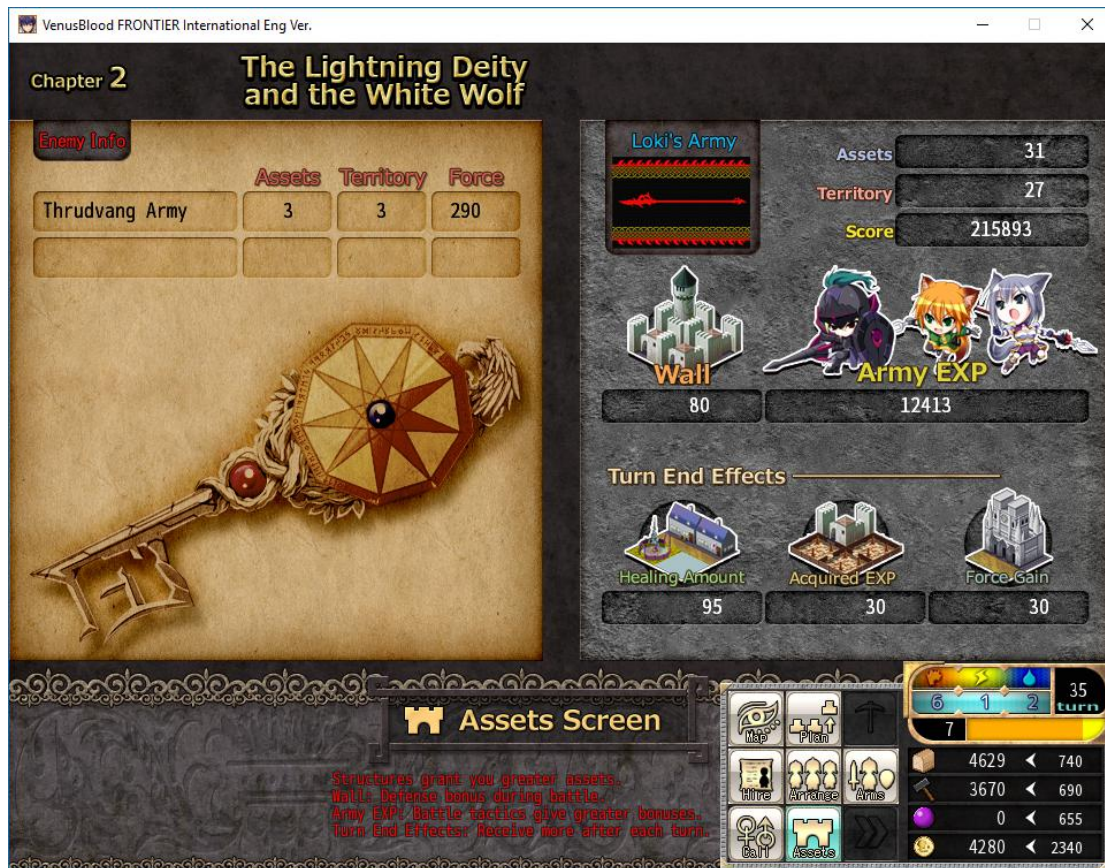 VenusBlood FRONTIER International Eng Ver.
Chapter 2
The Lightning Deity
and the White Wolf
Enemy Info
Assets Territory Force
Thrudvang Army 3 3 290
Loki's Army
Assets 31
Territory 27
Score 215893
Wall
80
Army EXP
12413
Turn End Effects
Healing Amount Acquired EXP Force Gain
95 30 30
Assets Screen
Structures grant you greater assets.
Wall: Defense bonus during battle.
Army EXP: Battle tactics give greater bonuses.
Turn End Effects: Receive more after each turn.
Map Plan
Hire Arrange Arms
Call Assets
6 1 2
35
turn
7
4629 740
3670 690
0 655
4280 2340